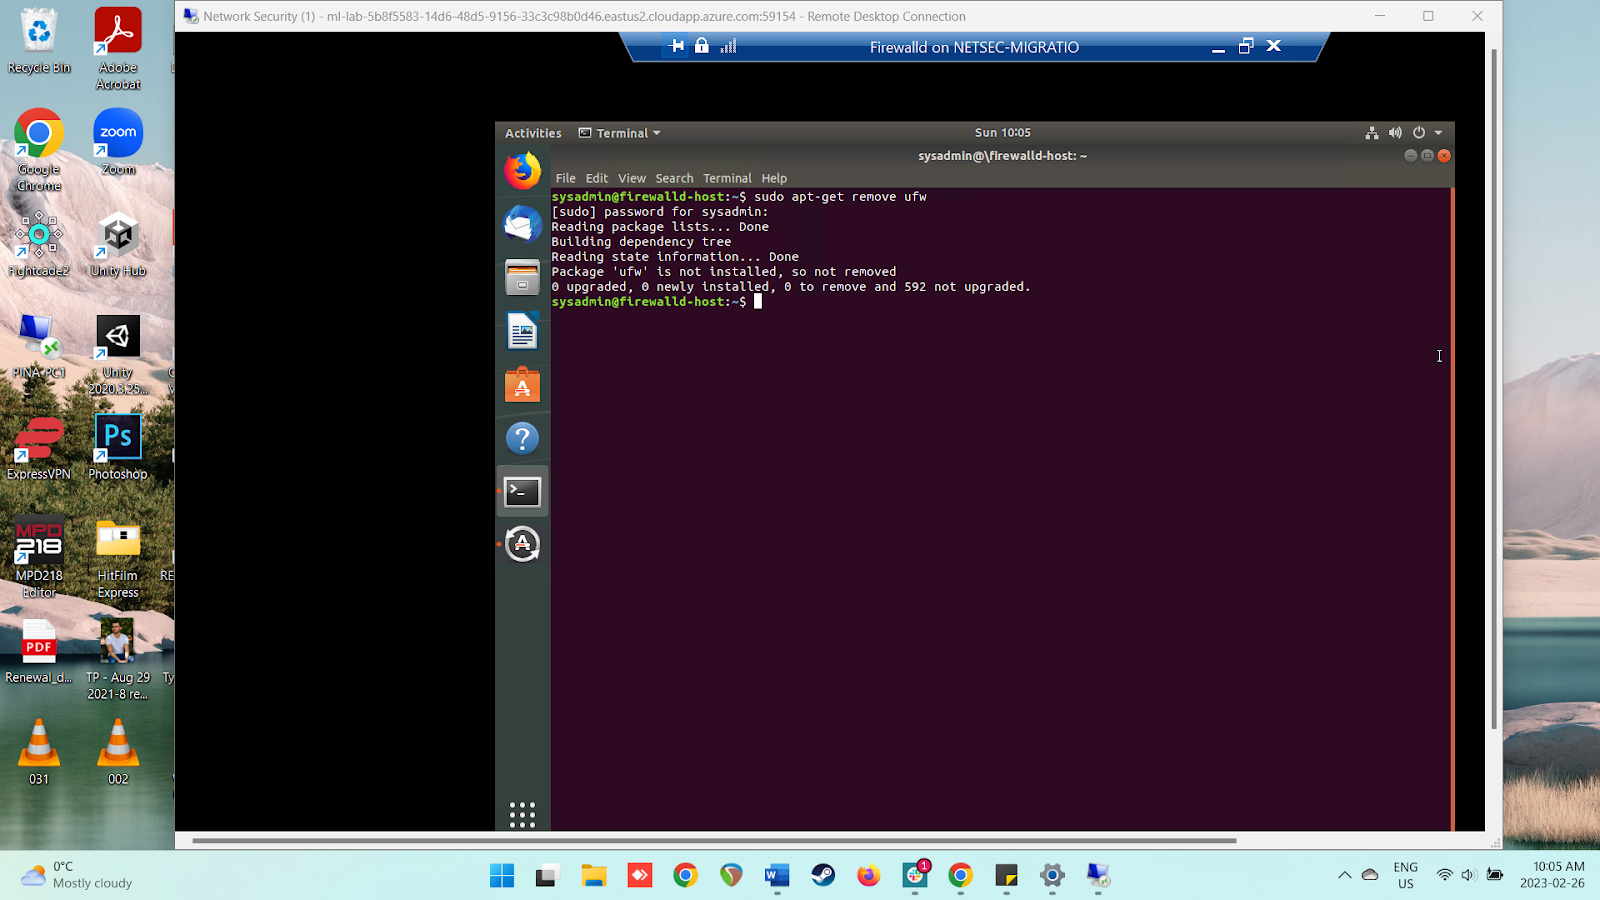 Network Security (1) - ml-lab-5b8f5583-14d6-48d5-9156-33c3c98b0d46.eastus2.cloudapp.azure.com:59154 - Remote Desktop Connection
Firewalld on NETSEC-MIGRATIO
Activities Terminal Sun 10:05
sysadmin@\firewalld-host: ~
File Edit View Search Terminal Help
sysadmin@firewalld-host:~$ sudo apt-get remove ufw
[sudo] password for sysadmin:
Reading package lists... Done
Building dependency tree
Reading state information... Done
Package 'ufw' is not installed, so not removed
0 upgraded, 0 newly installed, 0 to remove and 592 not upgraded.
sysadmin@firewalld-host:~$
Recycle Bin
Adobe
Acrobat
Google
Chrome
zoom
Zoom
Fightcade2
Unity Hub
PINA-PC1
Unity
2020.3.25...
ExpressVPN
Ps
Photoshop
MPD
218
MPD218
Editor
HitFilm
Express
RE
PDF
Renewal_d...
TP - Aug 29
2021-8 re...
Ty
031
002
0°C
Mostly cloudy
1
ENG
US
10:05 AM
2023-02-26